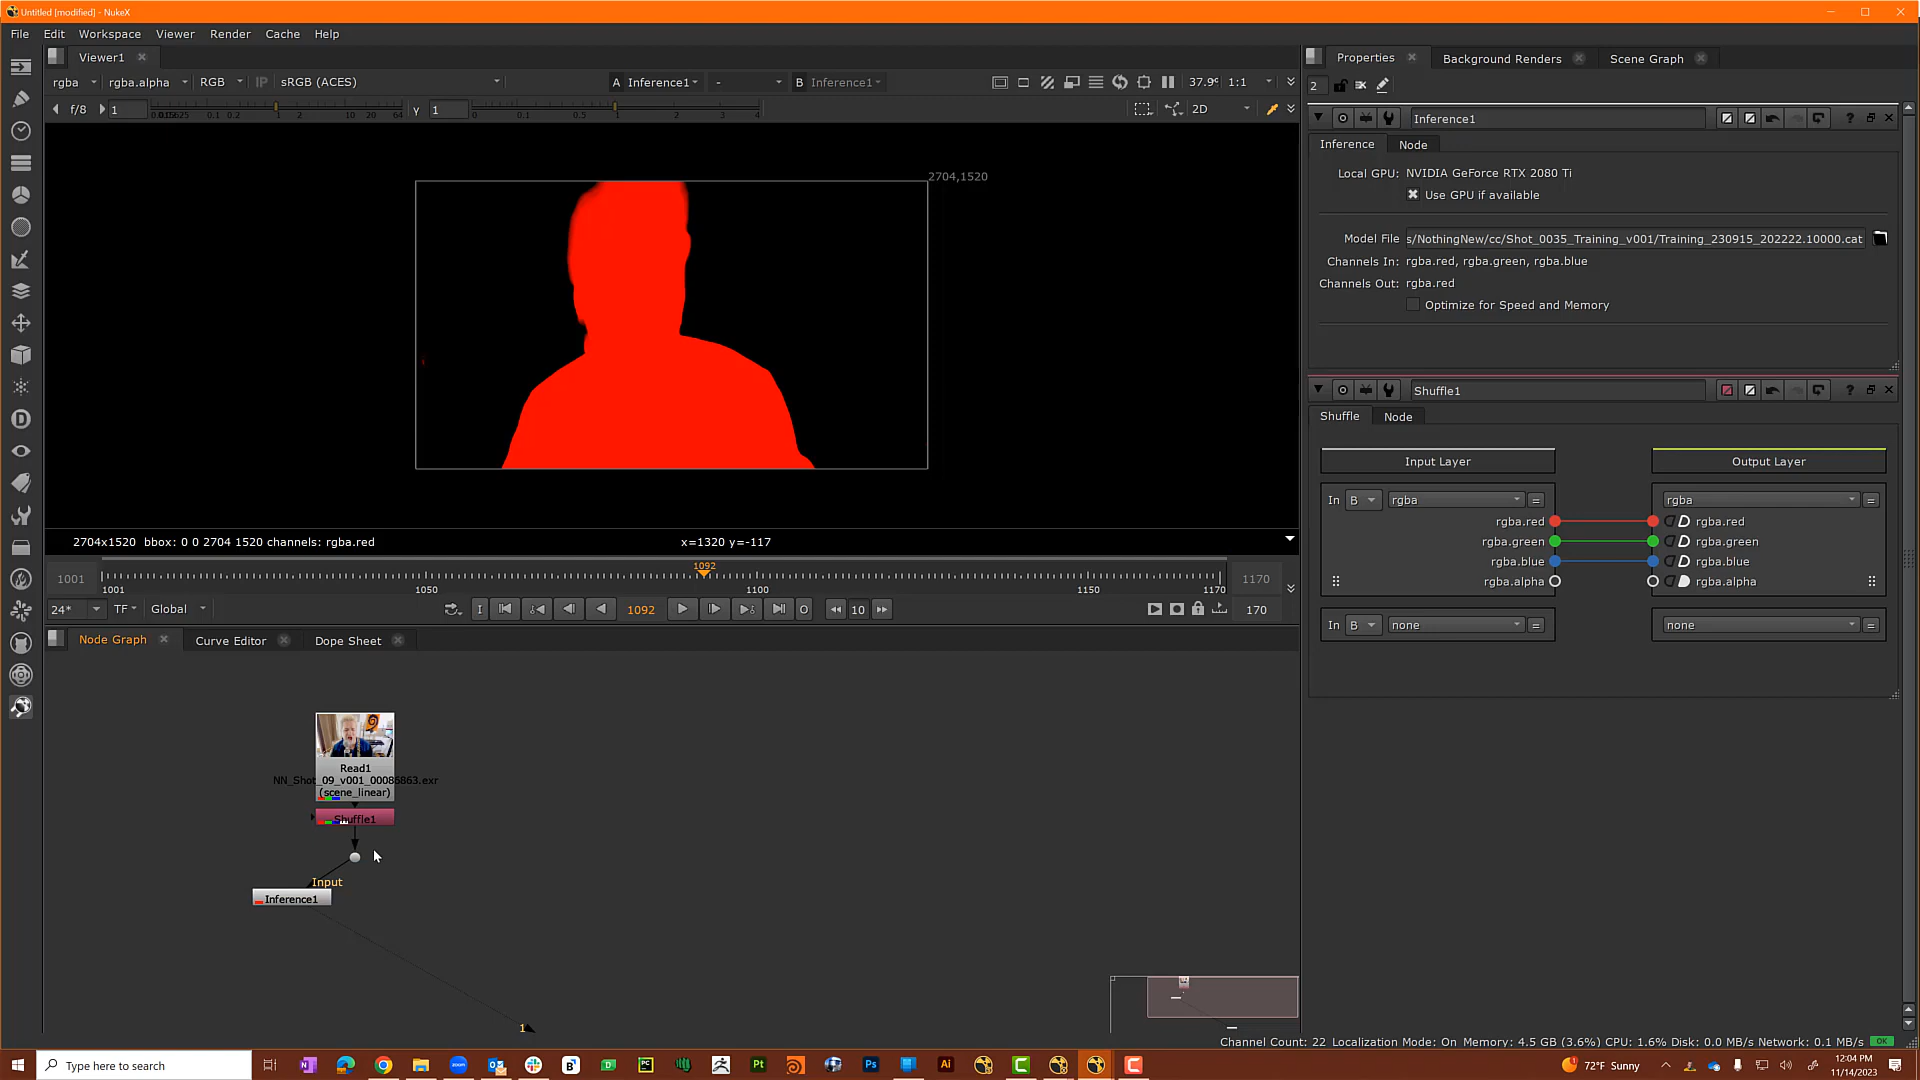 Untitled [modified] - NukeX
File Edit Workspace Viewer Render Cache Help
Viewer1
rgba rgba.alpha RGB IP sRGB (ACES) A Inference1 - B Inference1 37.9% 1:1
f/8 1 γ 1 2D
2704,1520
2704x1520 bbox: 0 0 2704 1520 channels: rgba.red x=1320 y=-117
1001 1092 1170
1001 1050 1100 1150 1170
24* TF Global 1092 10 170
Node Graph Curve Editor Dope Sheet
Read1
NN_Shot_09_v001_00086863.exr
(scene_linear)
Shuffle1
Input
Inference1
1
Properties Background Renders Scene Graph
2
Inference1
Inference Node
Local GPU: NVIDIA GeForce RTX 2080 Ti
Use GPU if available
Model File s/NothingNew/cc/Shot_0035_Training_v001/Training_230915_202222.10000.cat
Channels In: rgba.red, rgba.green, rgba.blue
Channels Out: rgba.red
Optimize for Speed and Memory
Shuffle1
Shuffle Node
Input Layer Output Layer
In B rgba = rgba =
rgba.red rgba.red
rgba.green rgba.green
rgba.blue rgba.blue
rgba.alpha rgba.alpha
In B none = none =
Channel Count: 22 Localization Mode: On Memory: 4.5 GB (3.6%) CPU: 1.6% Disk: 0.0 MB/s Network: 0.1 MB/s OK
Type here to search
72°F Sunny
12:04 PM
11/14/2023